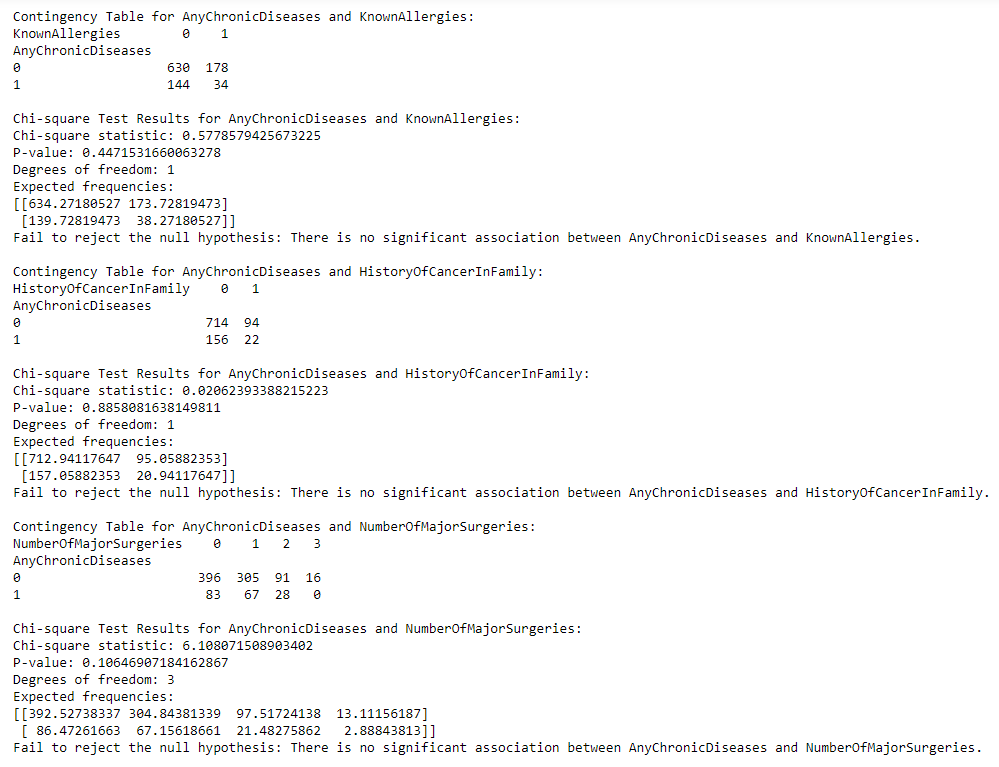 Contingency Table for AnyChronicDiseases and KnownAllergies:
KnownAllergies 0 1
AnyChronicDiseases
0 630 178
1 144 34
Chi-square Test Results for AnyChronicDiseases and KnownAllergies:
Chi-square statistic: 0.5778579425673225
P-value: 0.4471531660063278
Degrees of freedom: 1
Expected frequencies:
[[634.27180527 173.72819473]
[139.72819473 38.27180527]]
Fail to reject the null hypothesis: There is no significant association between AnyChronicDiseases and KnownAllergies.
Contingency Table for AnyChronicDiseases and HistoryOfCancerInFamily:
HistoryOfCancerInFamily 0 1
AnyChronicDiseases
0 714 94
1 156 22
Chi-square Test Results for AnyChronicDiseases and HistoryOfCancerInFamily:
Chi-square statistic: 0.02062393388215223
P-value: 0.8858081638149811
Degrees of freedom: 1
Expected frequencies:
[[712.94117647 95.05882353]
[157.05882353 20.94117647]]
Fail to reject the null hypothesis: There is no significant association between AnyChronicDiseases and HistoryOfCancerInFamily.
Contingency Table for AnyChronicDiseases and NumberOfMajorSurgeries:
NumberOfMajorSurgeries 0 1 2 3
AnyChronicDiseases
0 396 305 91 16
1 83 67 28 0
Chi-square Test Results for AnyChronicDiseases and NumberOfMajorSurgeries:
Chi-square statistic: 6.108071508903402
P-value: 0.10646907184162867
Degrees of freedom: 3
Expected frequencies:
[[392.52738337 304.84381339 97.51724138 13.11156187]
[ 86.47261663 67.15618661 21.48275862 2.88843813]]
Fail to reject the null hypothesis: There is no significant association between AnyChronicDiseases and NumberOfMajorSurgeries.